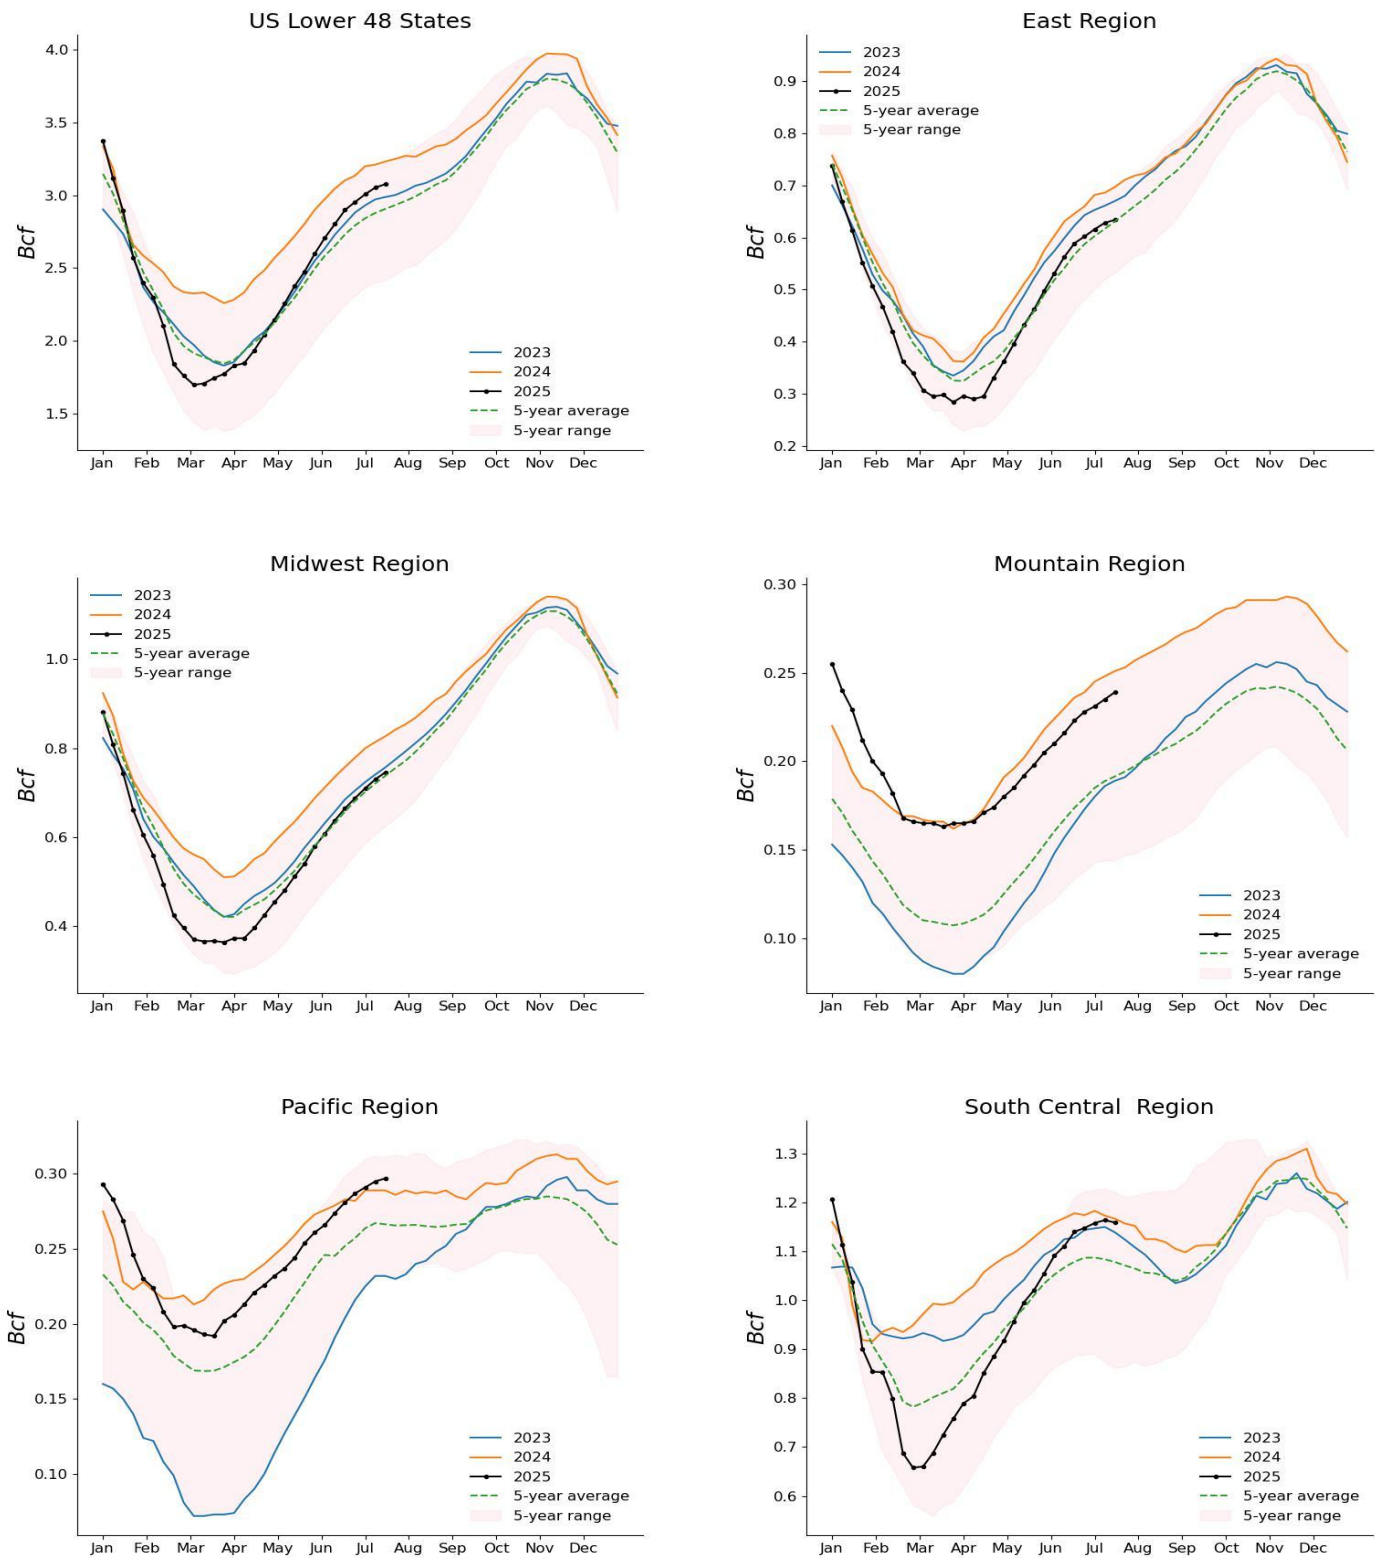 US Lower 48 States
4.0
3.5
3.0
2.5
2.0
1.5
Bcf
2023
2024
2025
5-year average
5-year range
Jan Feb Mar Apr May Jun Jul Aug Sep Oct Nov Dec
East Region
2023
2024
2025
5-year average
5-year range
0.9
0.8
0.7
0.6
0.5
0.4
0.3
0.2
Bcf
Jan Feb Mar Apr May Jun Jul Aug Sep Oct Nov Dec
Midwest Region
2023
2024
2025
5-year average
5-year range
1.0
0.8
0.6
0.4
Bcf
Jan Feb Mar Apr May Jun Jul Aug Sep Oct Nov Dec
Mountain Region
0.30
0.25
0.20
0.15
0.10
Bcf
2023
2024
2025
5-year average
5-year range
Jan Feb Mar Apr May Jun Jul Aug Sep Oct Nov Dec
Pacific Region
0.30
0.25
0.20
0.15
0.10
Bcf
2023
2024
2025
5-year average
5-year range
Jan Feb Mar Apr May Jun Jul Aug Sep Oct Nov Dec
South Central  Region
1.3
1.2
1.1
1.0
0.9
0.8
0.7
0.6
Bcf
2023
2024
2025
5-year average
5-year range
Jan Feb Mar Apr May Jun Jul Aug Sep Oct Nov Dec